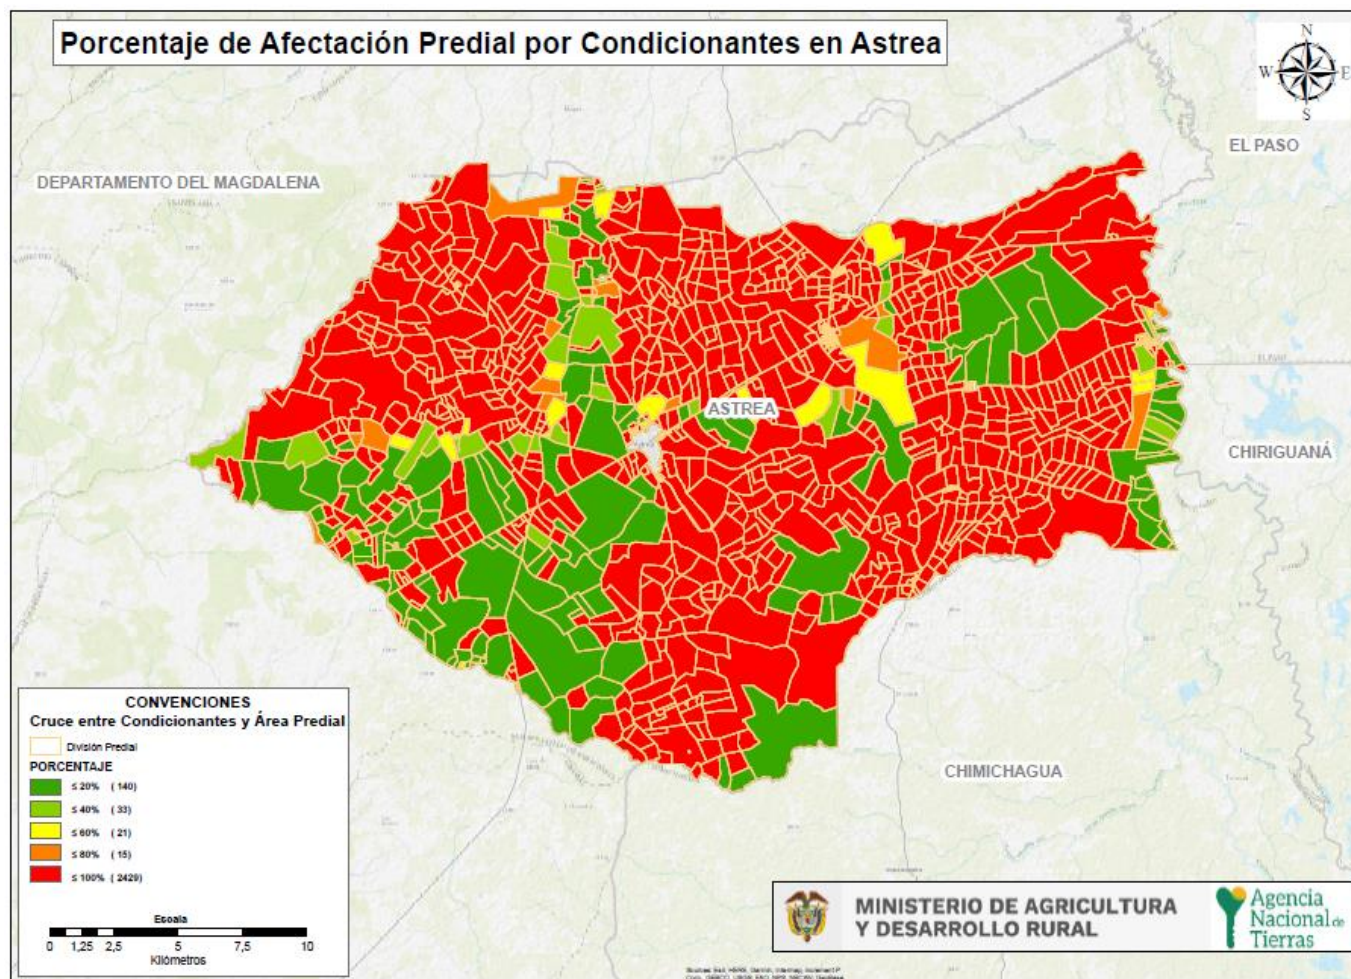 Porcentaje de Afectación Predial por Condicionantes en Astrea
N
W E
S
EL PASO
DEPARTAMENTO DEL MAGDALENA
ASTREA
CHIRIGUANÁ
CHIMICHAGUA
CONVENCIONES
Cruce entre Condicionantes y Área Predial
División Predial
PORCENTAJE
≤ 20% ( 140)
≤ 40% ( 33)
≤ 60% ( 21)
≤ 80% ( 15)
≤ 100% ( 2429)
Escala
0 1,25 2,5 5 7,5 10
Kilómetros
MINISTERIO DE AGRICULTURA
Y DESARROLLO RURAL
Agencia
Nacional de
Tierras